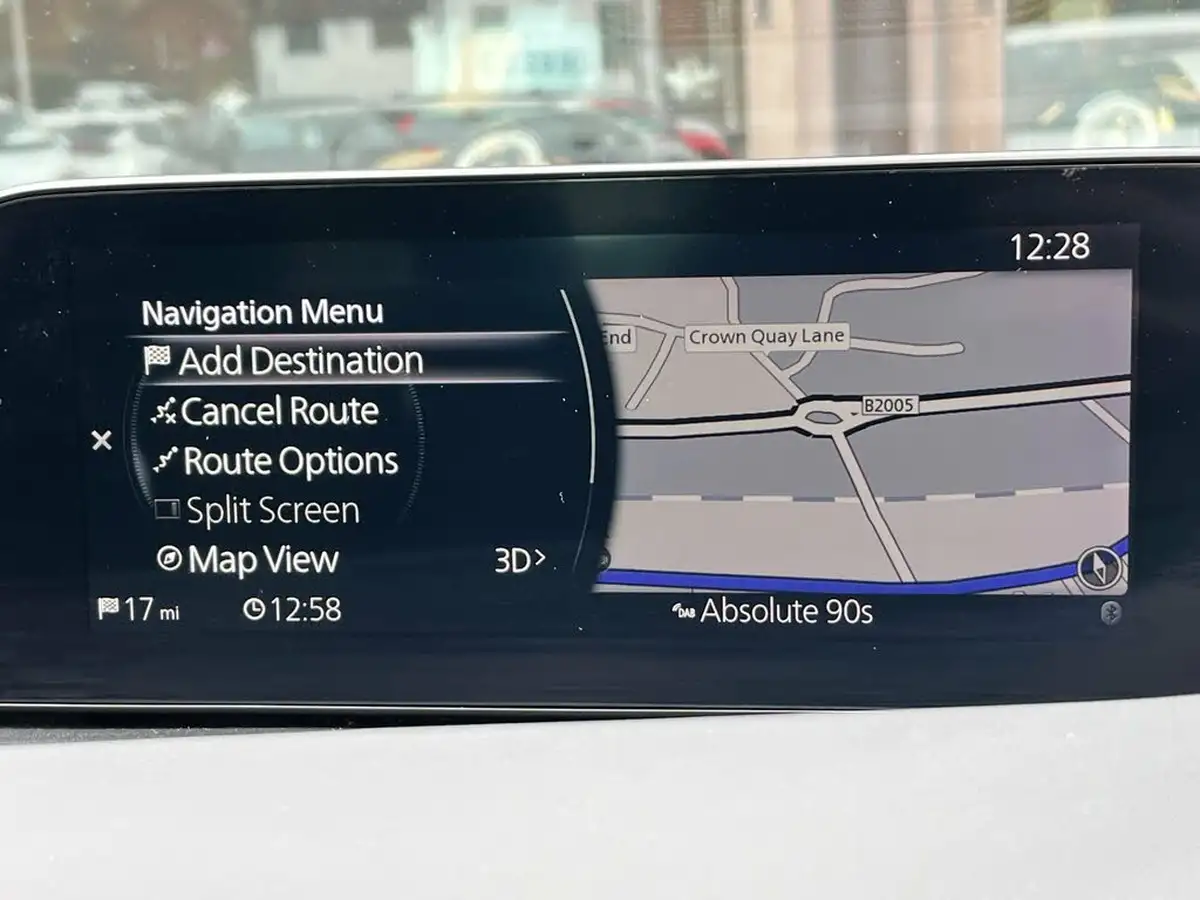 12:28
Navigation Menu
Add Destination
Cancel Route
Route Options
Split Screen
Map View 3D>
17 mi 12:58
End
Crown Quay Lane
B2005
DAB Absolute 90s